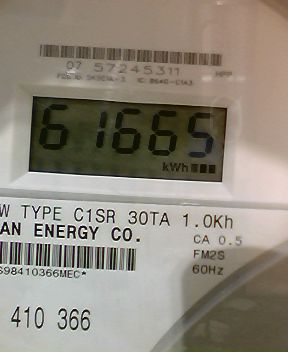 07 57245311
61665
kWh
W TYPE C1SR 30TA 1.0Kh
AN ENERGY CO.
CA 0.5
FM2S
S98410366MEC*
60Hz
410 366